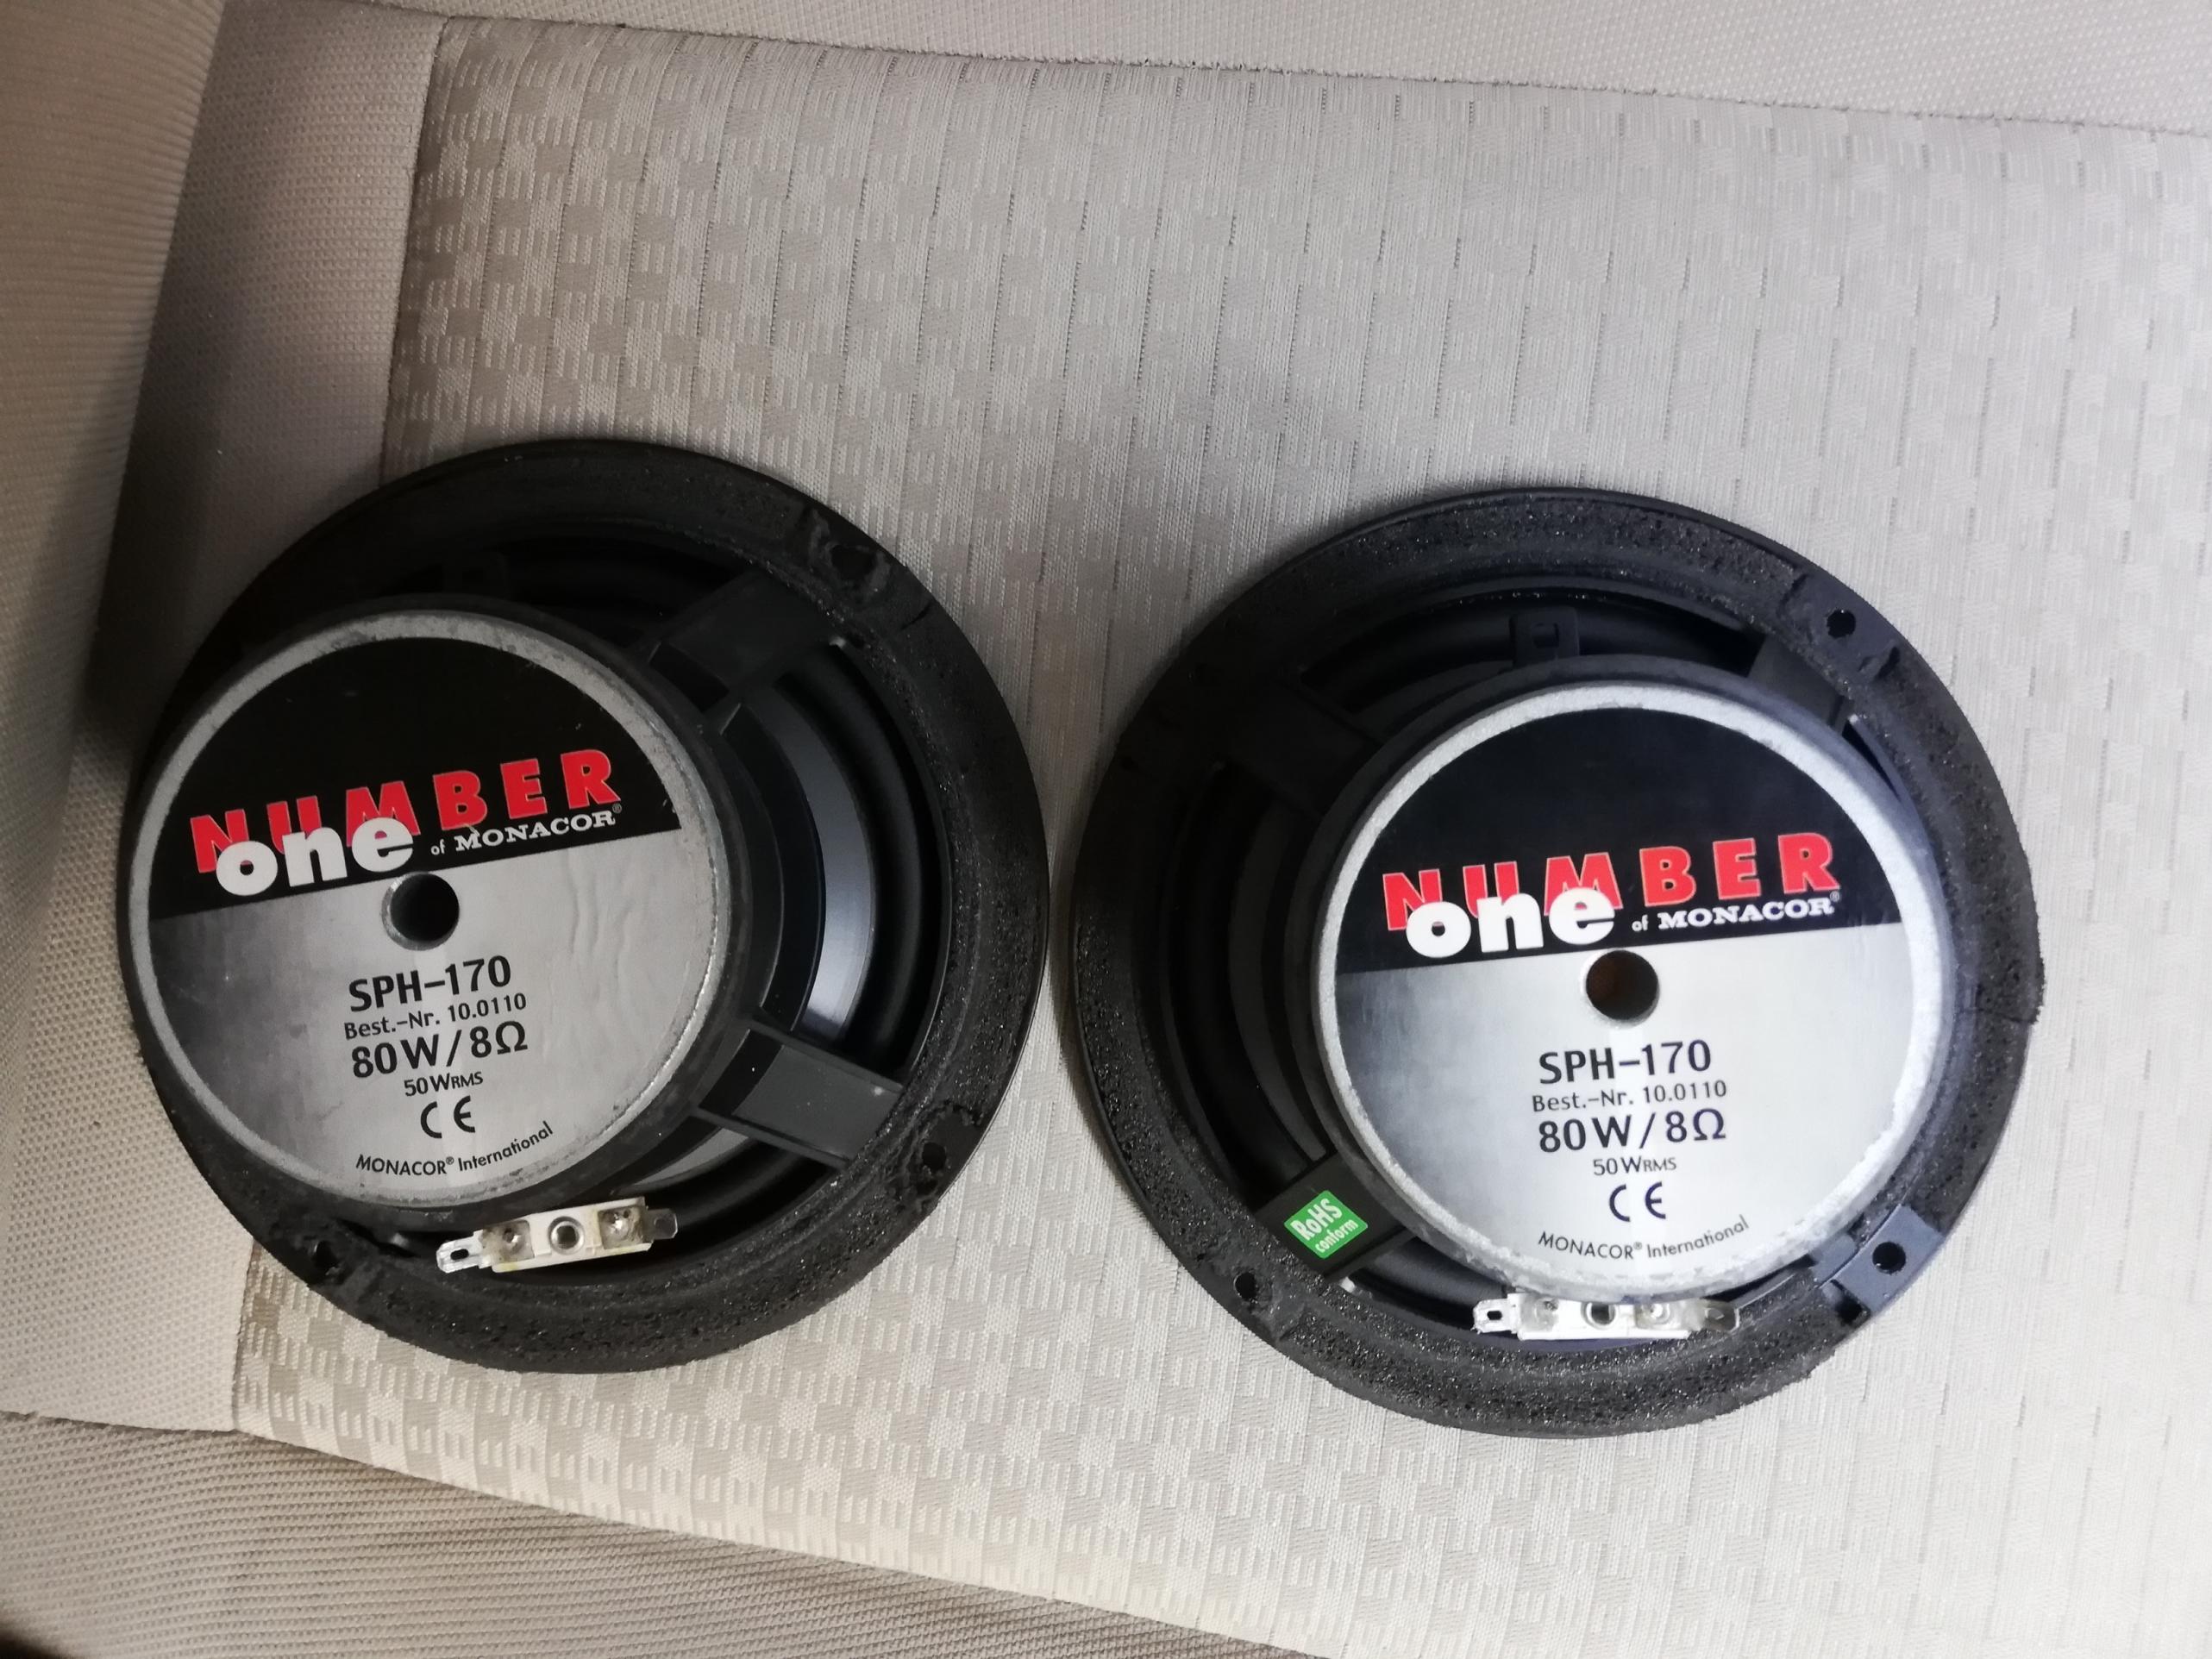 NUMBER
one of MONACOR®
SPH-170
Best.-Nr. 10.0110
80W/8Ω
50WRMS
CE
MONACOR® International
NUMBER
one of MONACOR®
SPH-170
Best.-Nr. 10.0110
80W/8Ω
50WRMS
CE
MONACOR® International
RoHS
conform